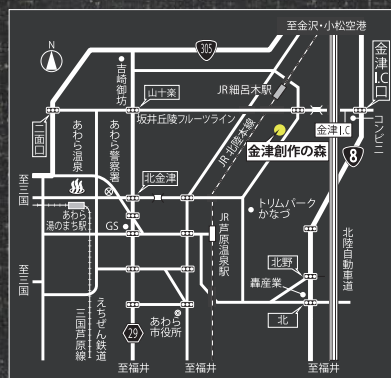 至金沢・小松空港
N
305
吉崎御坊
山十楽
JR細呂木駅
金津I.C口
坂井丘陵フルーツライン
二面口
あわら温泉
あわら警察署
JR北陸本線
金津I.C
コンビニ
金津創作の森
8
至三国
北金津
あわら湯のまち駅
GS
トリムパークかなづ
JR芦原温泉駅
北陸自動車道
至三国
えちぜん鉄道
三国芦原線
北野
轟産業
北
29
あわら市役所
至福井
至福井
至福井